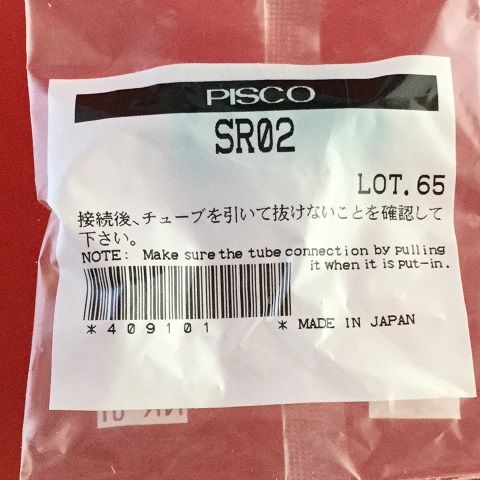 PISCO
SR02
LOT.65
接続後、チューブを引いて抜けないことを確認して
下さい。
NOTE: Make sure the tube connection by pulling
it when it is put-in.
*409101 * MADE IN JAPAN